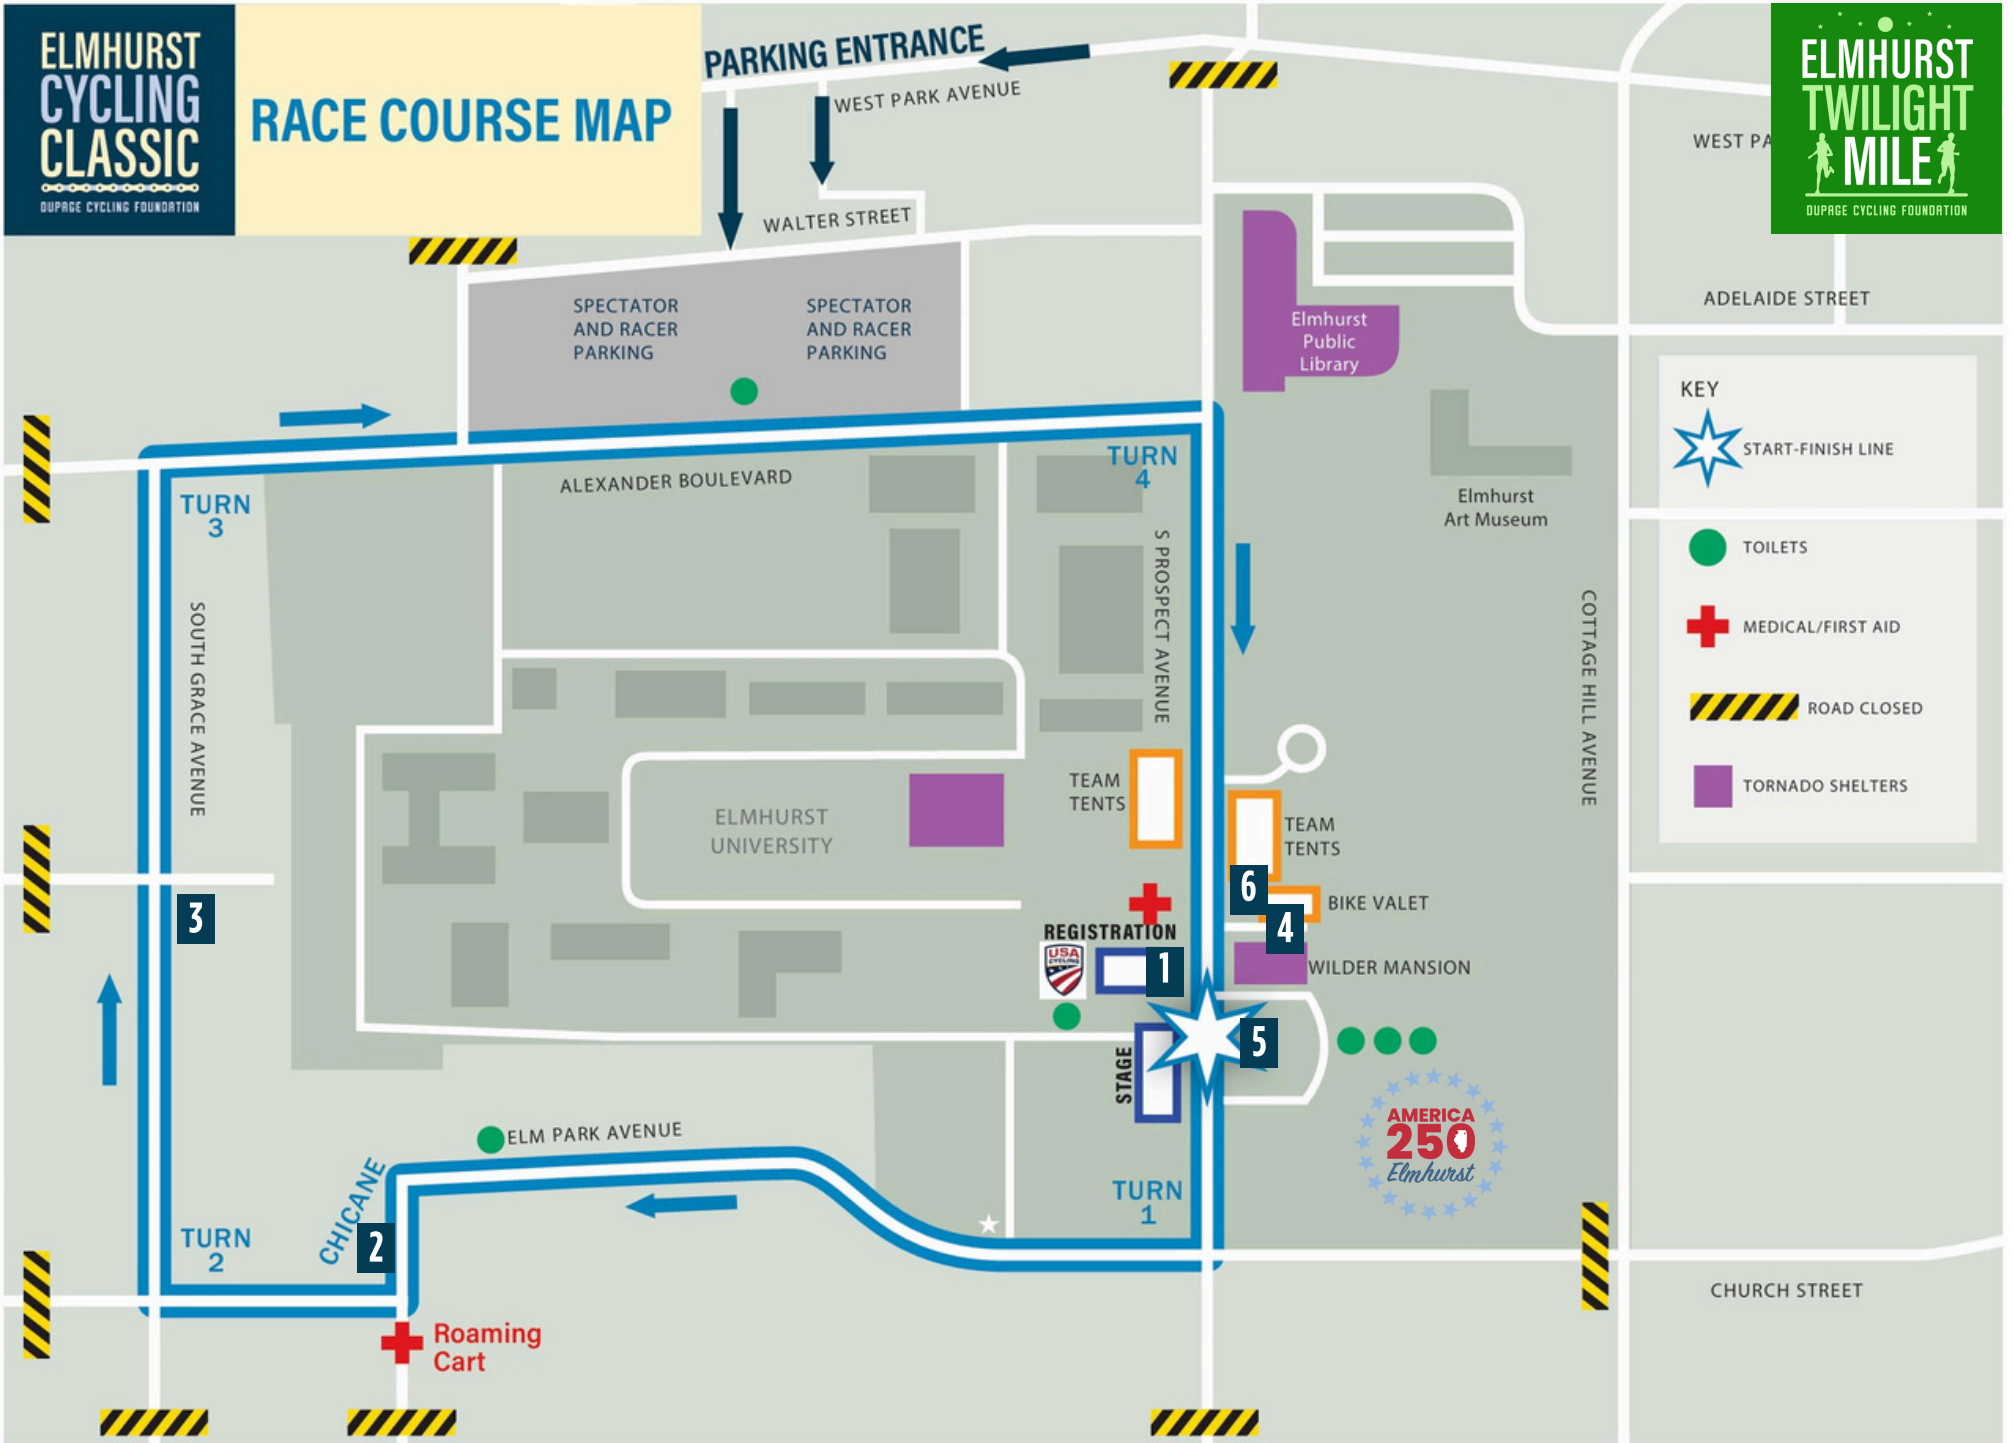 ELMHURST
CYCLING
CLASSIC
DUPAGE CYCLING FOUNDATION
RACE COURSE MAP
PARKING ENTRANCE
WEST PARK AVENUE
WALTER STREET
ELMHURST
TWILIGHT
MILE
DUPAGE CYCLING FOUNDATION
WEST PA
ADELAIDE STREET
SPECTATOR
AND RACER
PARKING
SPECTATOR
AND RACER
PARKING
Elmhurst
Public
Library
KEY
START-FINISH LINE
TOILETS
MEDICAL/FIRST AID
ROAD CLOSED
TORNADO SHELTERS
TURN
3
ALEXANDER BOULEVARD
TURN
4
Elmhurst
Art Museum
SOUTH GRACE AVENUE
S PROSPECT AVENUE
COTTAGE HILL AVENUE
ELMHURST
UNIVERSITY
TEAM
TENTS
TEAM
TENTS
6
BIKE VALET
4
3
REGISTRATION
USA
CYCLING
1
WILDER MANSION
5
STAGE
AMERICA
250
Elmhurst
ELM PARK AVENUE
CHICANE
2
TURN
1
TURN
2
CHURCH STREET
Roaming
Cart